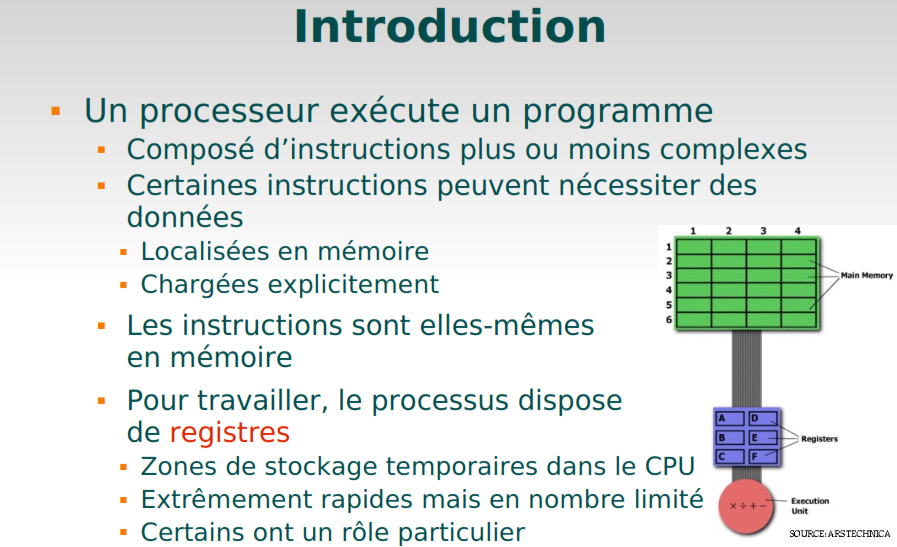 Introduction
Un processeur exécute un programme
Composé d’instructions plus ou moins complexes
Certaines instructions peuvent nécessiter des
données
Localisées en mémoire
Chargées explicitement
Les instructions sont elles-mêmes
en mémoire
Pour travailler, le processus dispose
de registres
Zones de stockage temporaires dans le CPU
Extrêmement rapides mais en nombre limité
Certains ont un rôle particulier
1 2 3 4
1
2
3
4
5
6
Main Memory
A D
B E
C F
Registers
× ÷ + −
Execution
Unit
SOURCE: ARSTECHNICA